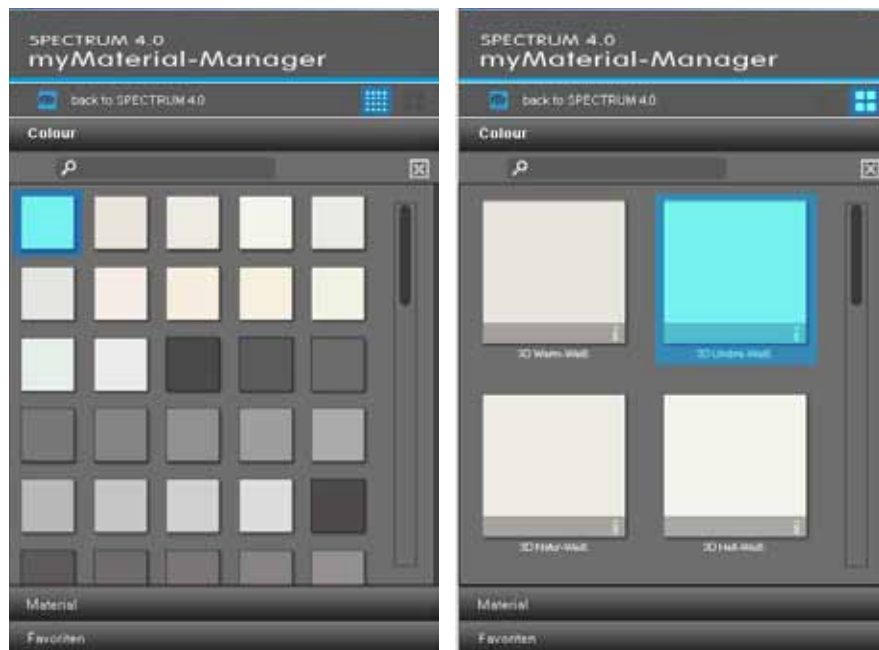 SPECTRUM 4.0
myMaterial-Manager
back to SPECTRUM 4.0
Colour
Material
Favoriten
SPECTRUM 4.0
myMaterial-Manager
back to SPECTRUM 4.0
Colour
3D Warm-Weiß
3D Umbra-Weiß
3D Natur-Weiß
3D Hell-Weiß
Material
Favoriten